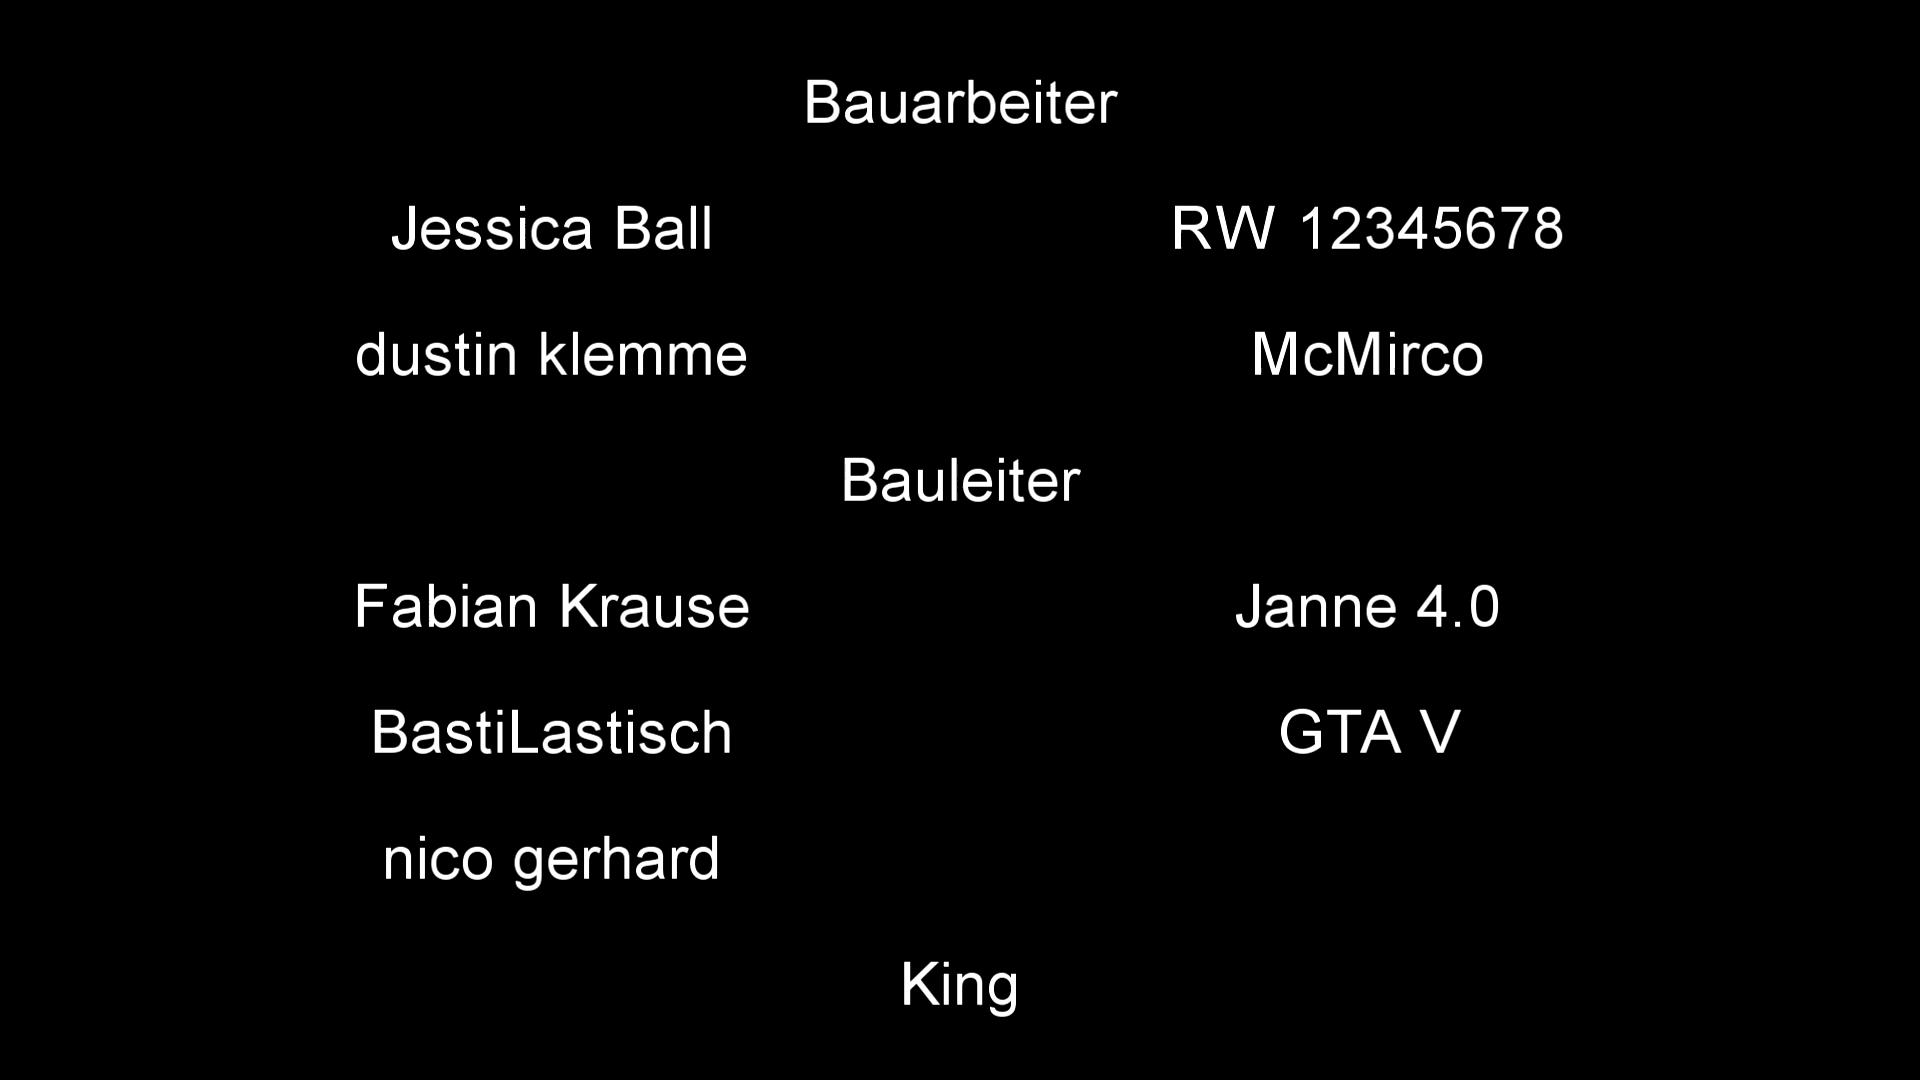 Bauarbeiter
Jessica Ball RW 12345678
dustin klemme McMirco
Bauleiter
Fabian Krause Janne 4.0
BastiLastisch GTA V
nico gerhard
King